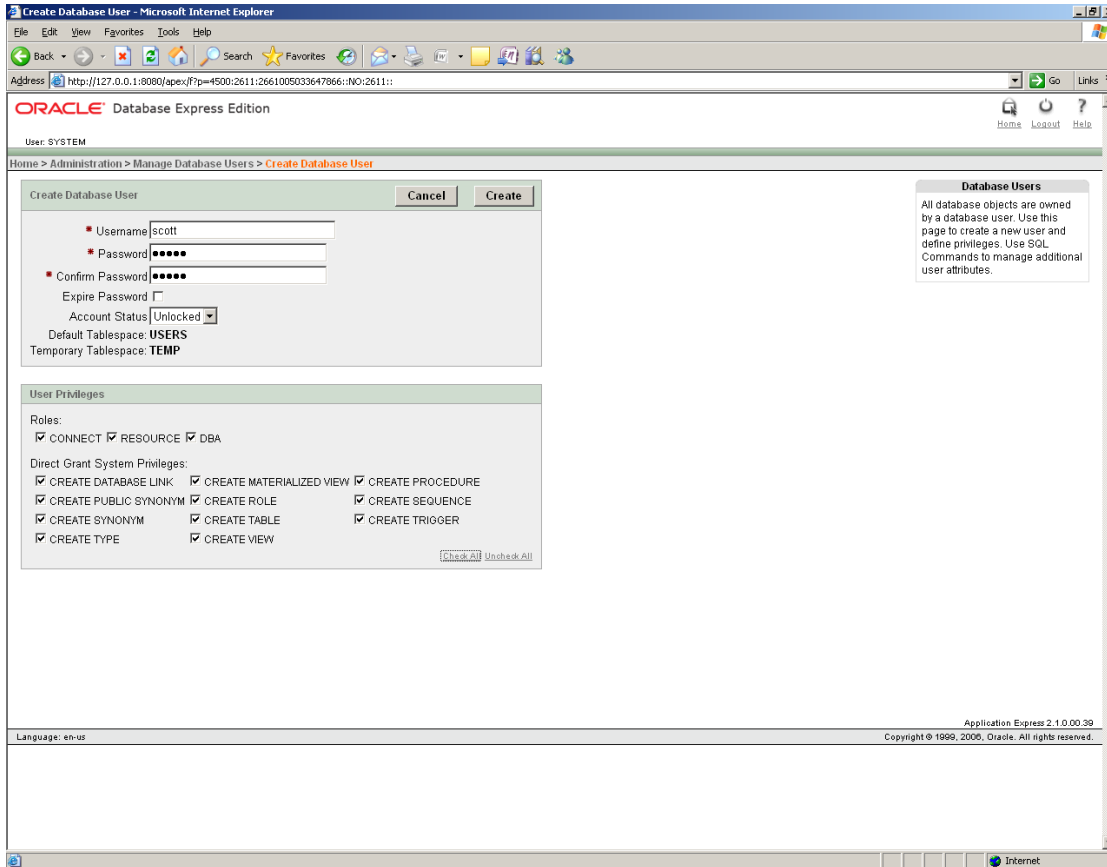 Create Database User - Microsoft Internet Explorer
File Edit View Favorites Tools Help
Back Search Favorites
Address http://127.0.0.1:8080/apex/f?p=4500:2611:2661005033647866::NO:2611:: Go Links
ORACLE Database Express Edition
Home Logout Help
User: SYSTEM
Home > Administration > Manage Database Users > Create Database User
Create Database User Cancel Create
Username scott
Password •••••
Confirm Password •••••
Expire Password
Account Status Unlocked
Default Tablespace: USERS
Temporary Tablespace: TEMP
Database Users
All database objects are owned
by a database user. Use this
page to create a new user and
define privileges. Use SQL
Commands to manage additional
user attributes.
User Privileges
Roles:
CONNECT RESOURCE DBA
Direct Grant System Privileges:
CREATE DATABASE LINK CREATE MATERIALIZED VIEW CREATE PROCEDURE
CREATE PUBLIC SYNONYM CREATE ROLE CREATE SEQUENCE
CREATE SYNONYM CREATE TABLE CREATE TRIGGER
CREATE TYPE CREATE VIEW
Check All Uncheck All
Application Express 2.1.0.00.39
Language: en-us Copyright © 1999, 2006, Oracle. All rights reserved.
Internet